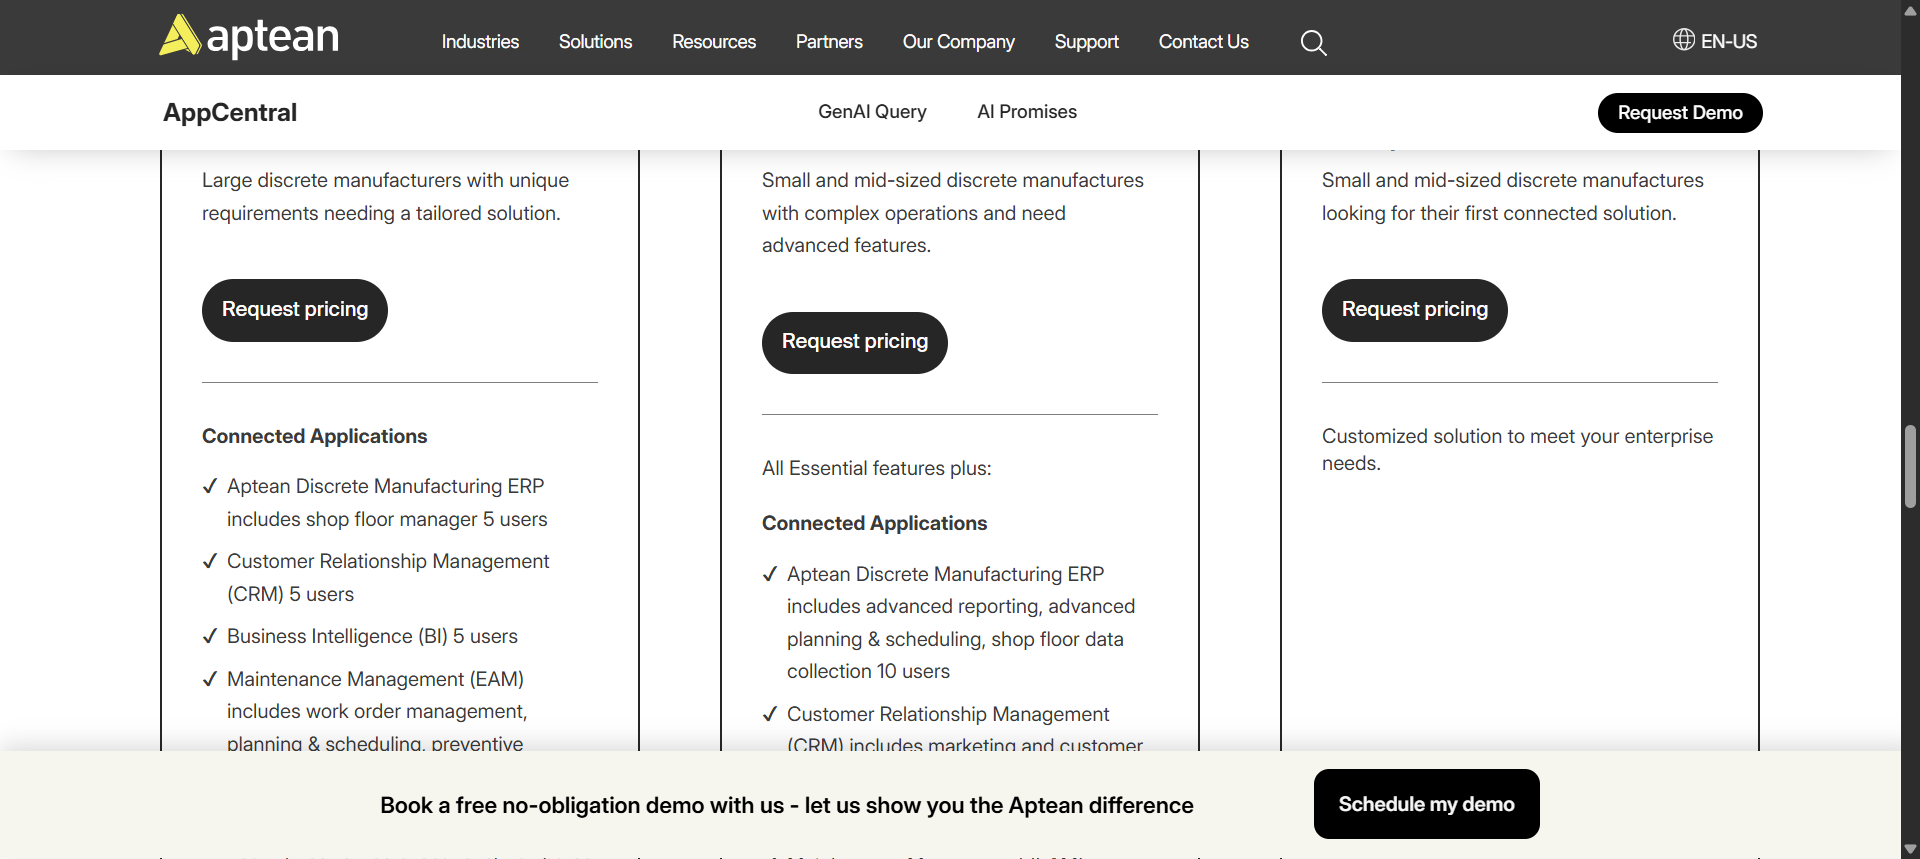 aptean
Industries
Solutions
Resources
Partners
Our Company
Support
Contact Us
EN-US
AppCentral
GenAI Query
AI Promises
Request Demo
Large discrete manufacturers with unique
requirements needing a tailored solution.
Request pricing
Connected Applications
✓ Aptean Discrete Manufacturing ERP
includes shop floor manager 5 users
✓ Customer Relationship Management
(CRM) 5 users
✓ Business Intelligence (BI) 5 users
✓ Maintenance Management (EAM)
includes work order management,
planning & scheduling, preventive
Small and mid-sized discrete manufactures
with complex operations and need
advanced features.
Request pricing
All Essential features plus:
Connected Applications
✓ Aptean Discrete Manufacturing ERP
includes advanced reporting, advanced
planning & scheduling, shop floor data
collection 10 users
✓ Customer Relationship Management
(CRM) includes marketing and customer
Small and mid-sized discrete manufactures
looking for their first connected solution.
Request pricing
Customized solution to meet your enterprise
needs.
Book a free no-obligation demo with us - let us show you the Aptean difference
Schedule my demo